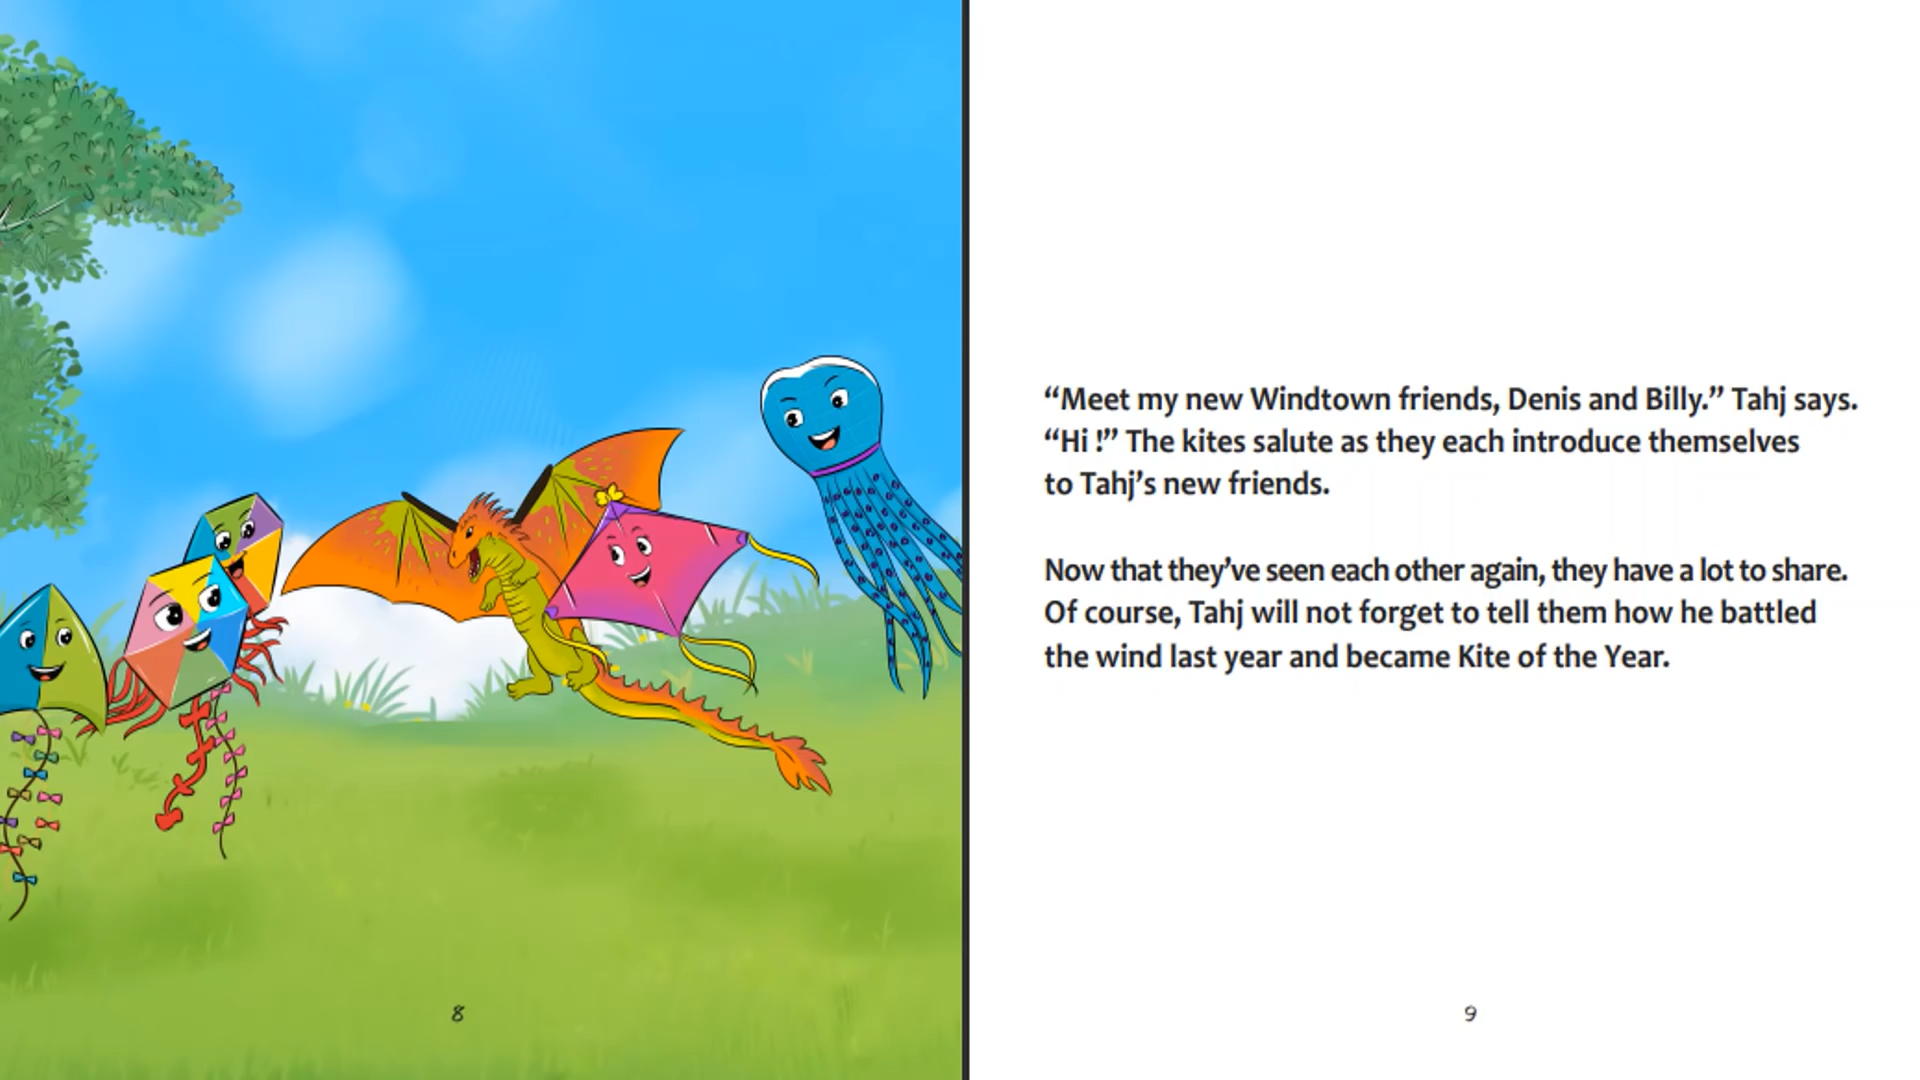 8
“Meet my new Windtown friends, Denis and Billy.” Tahj says.
“Hi !” The kites salute as they each introduce themselves
to Tahj’s new friends.
Now that they’ve seen each other again, they have a lot to share.
Of course, Tahj will not forget to tell them how he battled
the wind last year and became Kite of the Year.
9